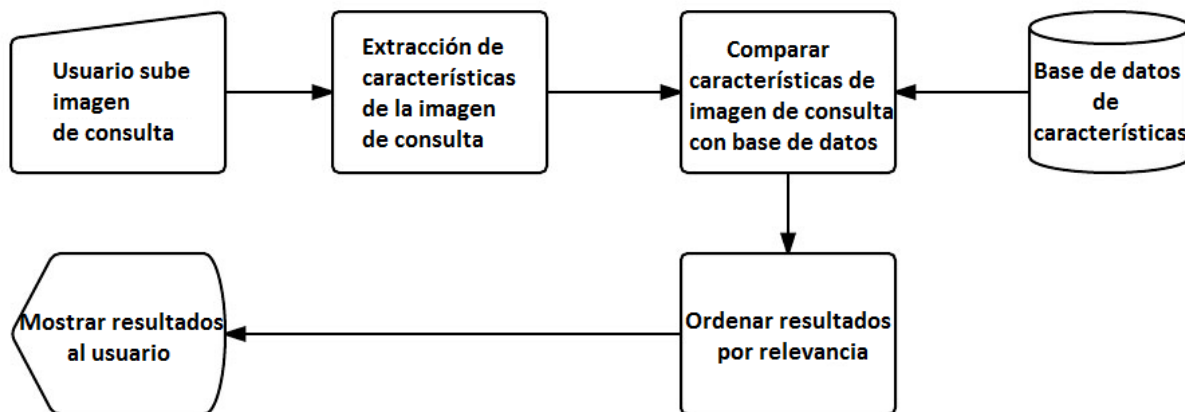 Usuario sube
imagen
de consulta
Extracción de
características
de la imagen
de consulta
Comparar
características de
imagen de consulta
con base de datos
Base de datos
de
características
Ordenar resultados
por relevancia
Mostrar resultados
al usuario